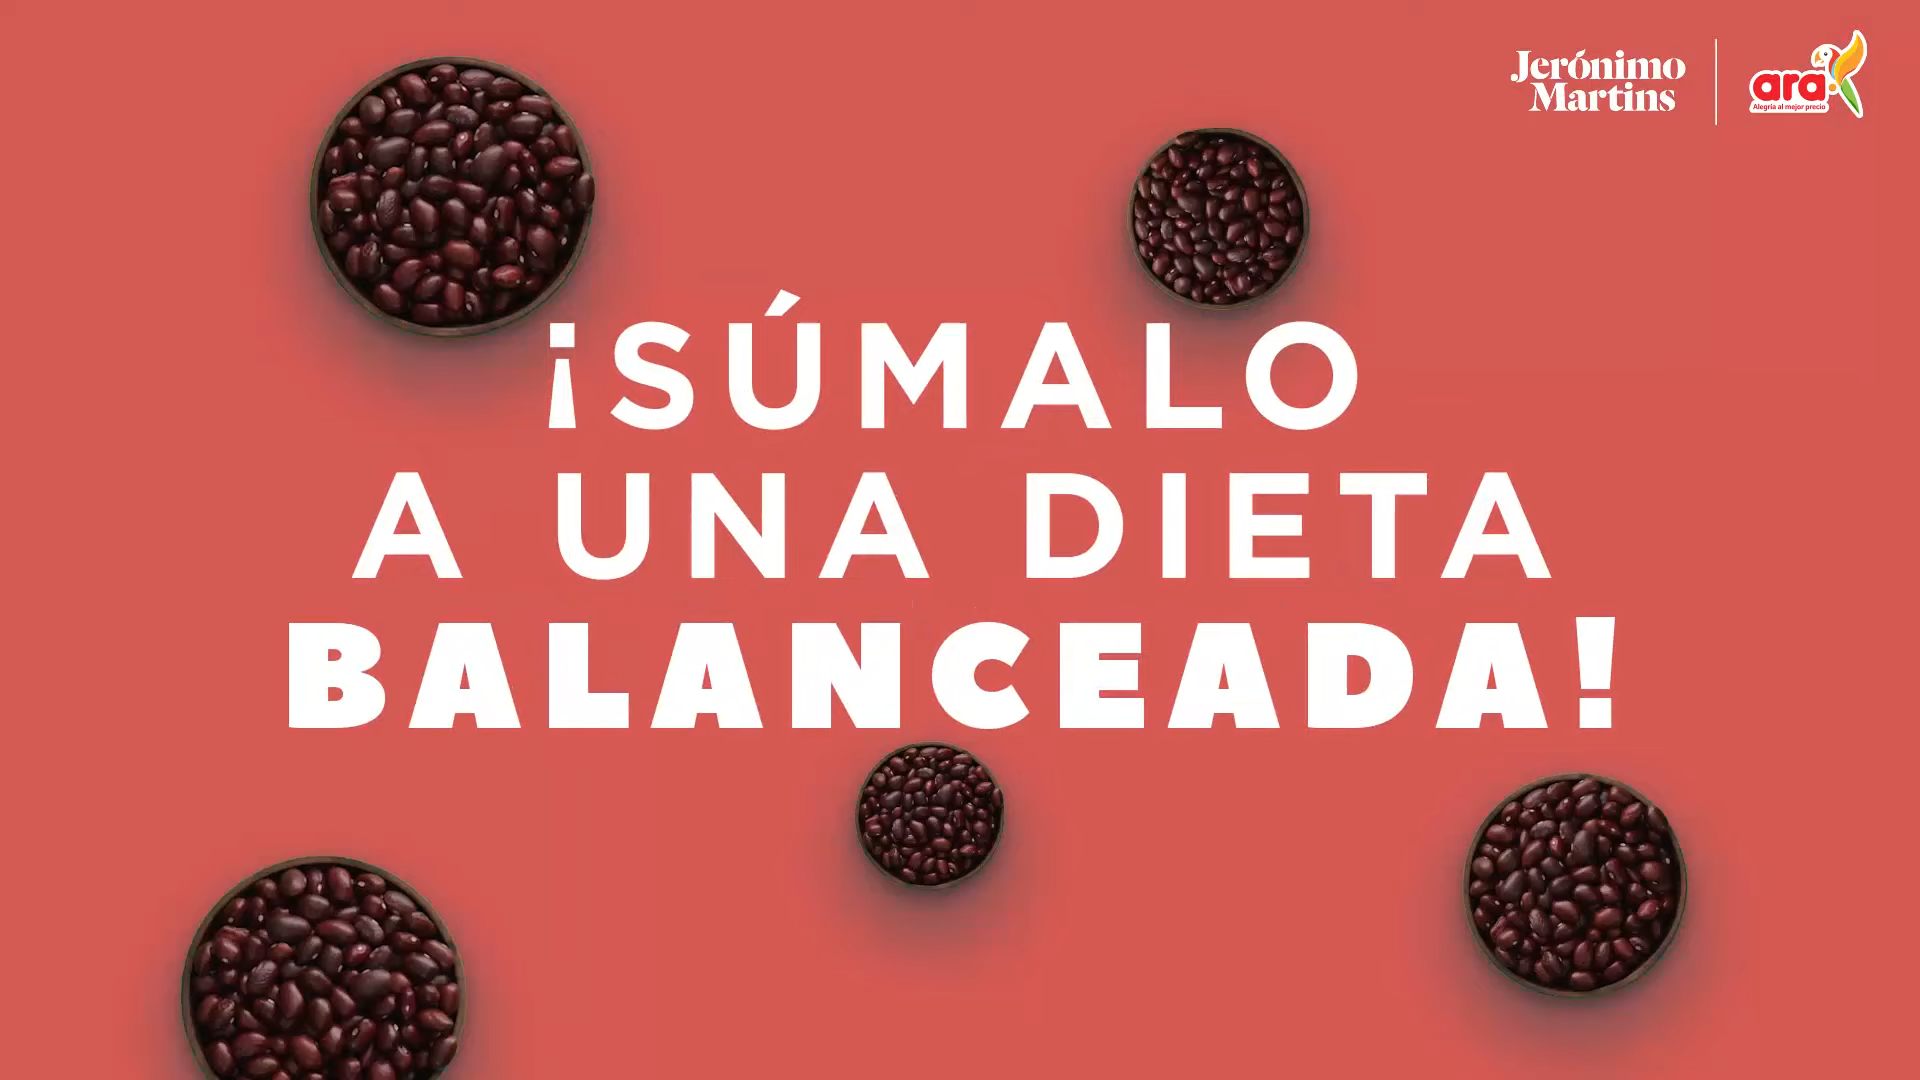 Jerónimo
Martins
ara
Alegría al mejor precio
¡SÚMALO
A UNA DIETA
BALANCEADA!